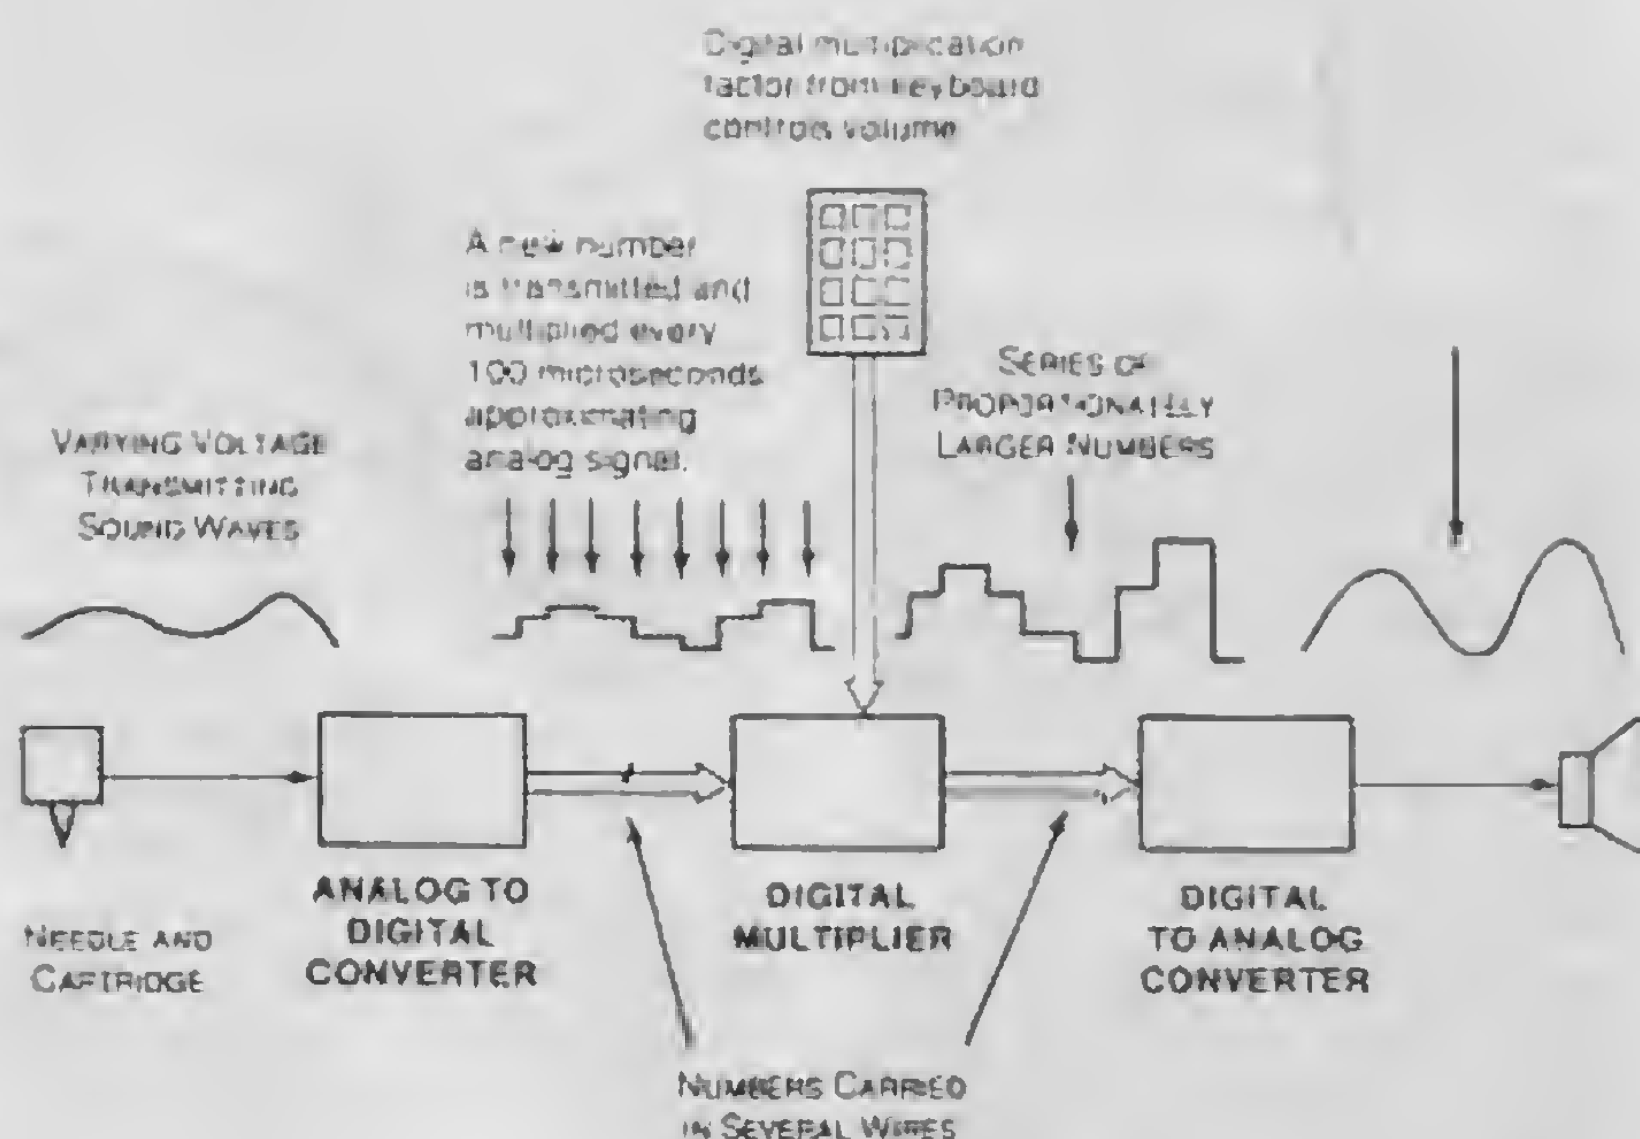 Digital multiplication
factor from keyboard
controls volume
A new number
is transmitted and
multiplied every
100 microseconds
approximating
analog signal.
SERIES OF
PROPORTIONALLY
LARGER NUMBERS
VARYING VOLTAGE
TRANSMITTING
SOUND WAVES
NEEDLE AND
CARTRIDGE
ANALOG TO
DIGITAL
CONVERTER
DIGITAL
MULTIPLIER
DIGITAL
TO ANALOG
CONVERTER
NUMBERS CARRIED
IN SEVERAL WIRES